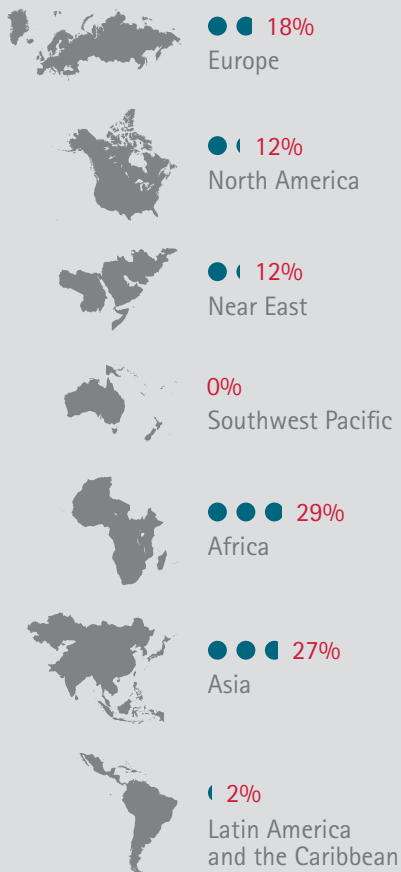 18%
Europe
12%
North America
12%
Near East
0%
Southwest Pacific
29%
Africa
27%
Asia
2%
Latin America
and the Caribbean